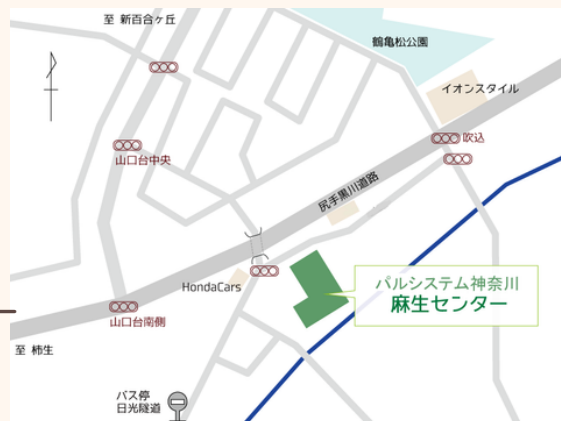 至 新百合ヶ丘
鶴亀松公園
イオンスタイル
吹込
山口台中央
尻手黒川道路
パルシステム神奈川
麻生センター
HondaCars
山口台南側
至 柿生
バス停
日光隧道